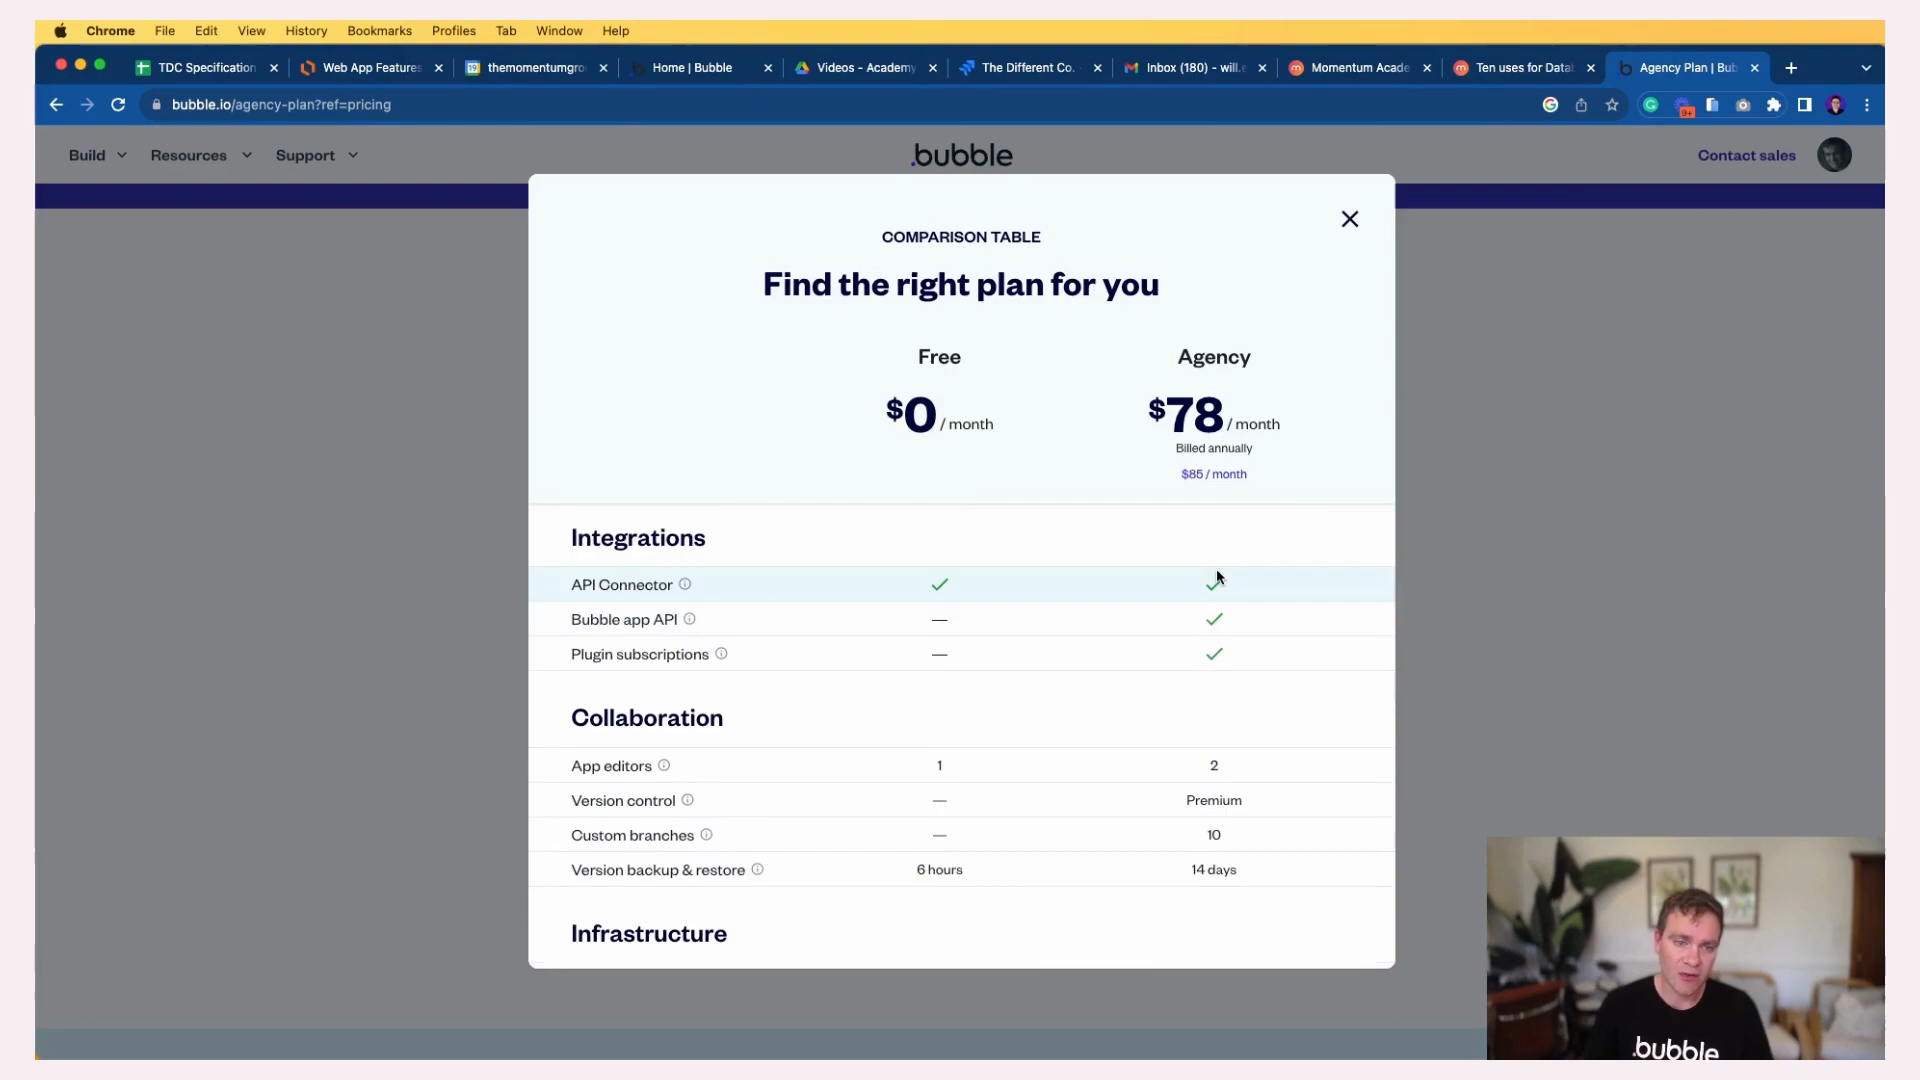 Chrome File Edit View History Bookmarks Profiles Tab Window Help
TDC Specification Web App Features themomentumgro Home | Bubble Videos - Academy The Different Co. Inbox (180) - will.e Momentum Acade Ten uses for Data Agency Plan | Bub
bubble.io/agency-plan?ref=pricing
9+
Build Resources Support .bubble Contact sales
COMPARISON TABLE
Find the right plan for you
Free Agency
$0 / month $78 / month
Billed annually
$85 / month
Integrations
API Connector
Bubble app API —
Plugin subscriptions —
Collaboration
App editors 1 2
Version control — Premium
Custom branches — 10
Version backup & restore 6 hours 14 days
Infrastructure
.bubble